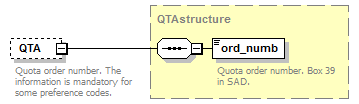 QTAstructure
QTA
ord_numb
Quota order number. The
information is mandatory for
some preference codes.
Quota order number. Box 39
in SAD.